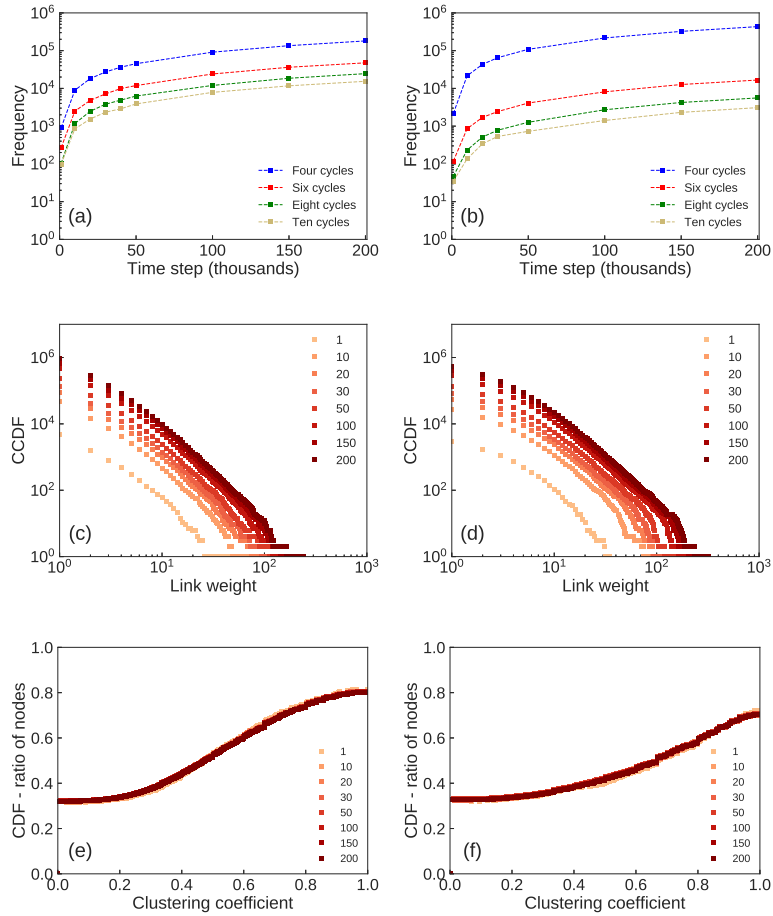 10^6
10^5
10^4
10^3
10^2
10^1
10^0
Frequency
Four cycles
Six cycles
Eight cycles
Ten cycles
(a)
0 50 100 150 200
Time step (thousands)
10^6
10^5
10^4
10^3
10^2
10^1
10^0
Frequency
Four cycles
Six cycles
Eight cycles
Ten cycles
(b)
0 50 100 150 200
Time step (thousands)
10^6
10^4
10^2
10^0
CCDF
1
10
20
30
50
100
150
200
(c)
10^0 10^1 10^2 10^3
Link weight
10^6
10^4
10^2
10^0
CCDF
1
10
20
30
50
100
150
200
(d)
10^0 10^1 10^2 10^3
Link weight
1.0
0.8
0.6
0.4
0.2
0.0
CDF - ratio of nodes
1
10
20
30
50
100
150
200
(e)
0.0 0.2 0.4 0.6 0.8 1.0
Clustering coefficient
1.0
0.8
0.6
0.4
0.2
0.0
CDF - ratio of nodes
1
10
20
30
50
100
150
200
(f)
0.0 0.2 0.4 0.6 0.8 1.0
Clustering coefficient